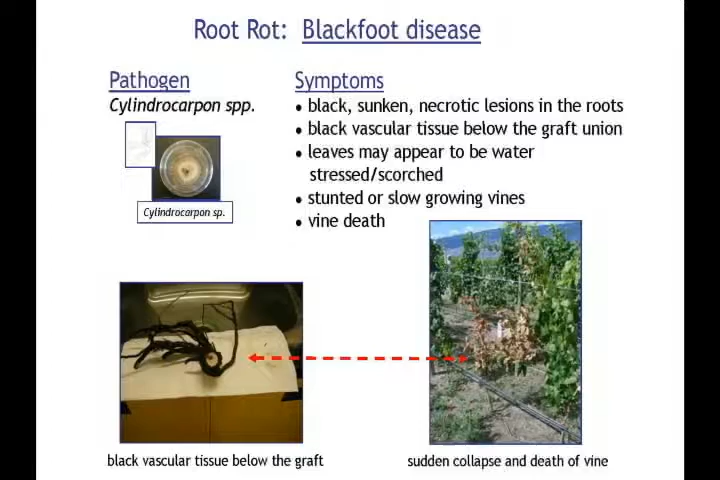 Root Rot: Blackfoot disease
Pathogen
Cylindrocarpon spp.
Cylindrocarpon sp.
Symptoms
• black, sunken, necrotic lesions in the roots
• black vascular tissue below the graft union
• leaves may appear to be water
stressed/scorched
• stunted or slow growing vines
• vine death
black vascular tissue below the graft
sudden collapse and death of vine